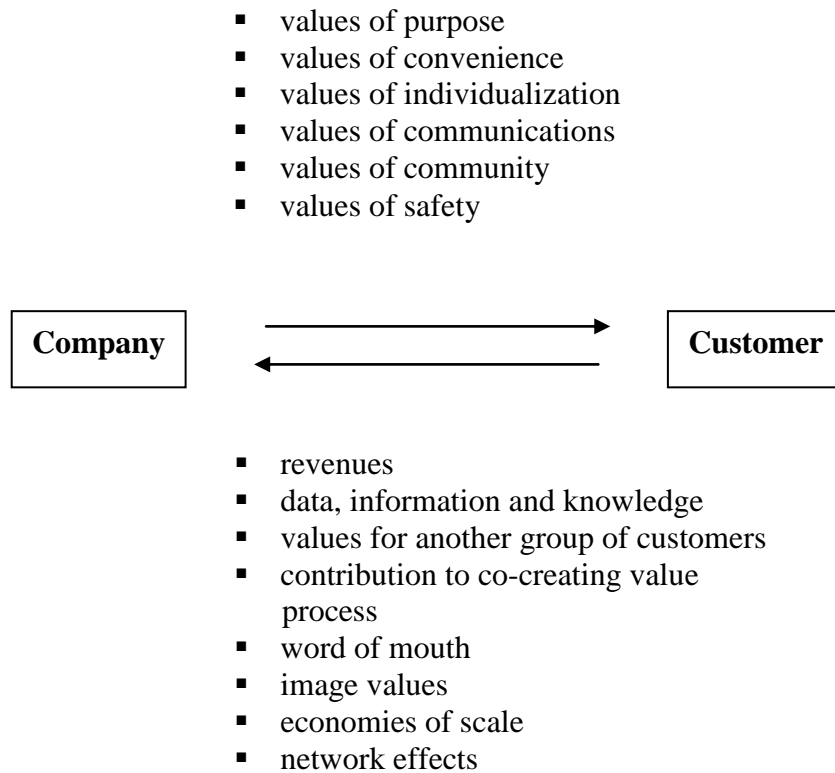 ▪ values of purpose
▪ values of convenience
▪ values of individualization
▪ values of communications
▪ values of community
▪ values of safety
Company
Customer
▪ revenues
▪ data, information and knowledge
▪ values for another group of customers
▪ contribution to co-creating value
process
▪ word of mouth
▪ image values
▪ economies of scale
▪ network effects